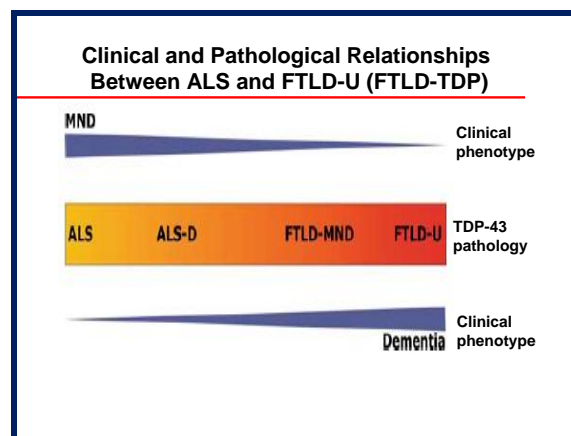 Clinical and Pathological Relationships
Between ALS and FTLD-U (FTLD-TDP)
MND
Clinical
phenotype
ALS ALS-D FTLD-MND FTLD-U
TDP-43
pathology
Clinical
phenotype
Dementia